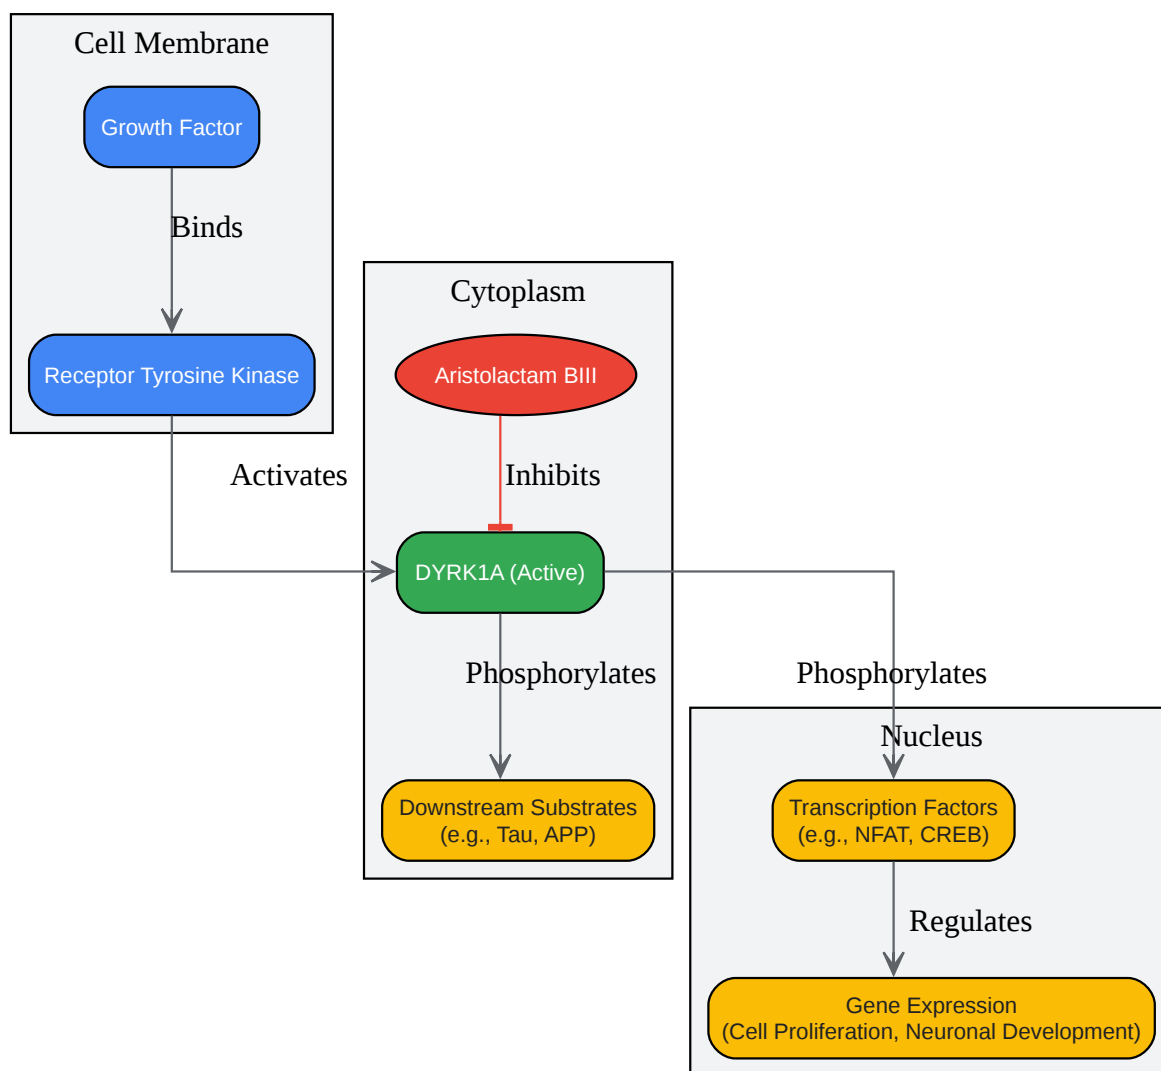 Cell Membrane
Growth Factor
Binds
Receptor Tyrosine Kinase
Activates
Cytoplasm
Aristolactam BIII
Inhibits
DYRK1A (Active)
Phosphorylates
Downstream Substrates
(e.g., Tau, APP)
Phosphorylates
Nucleus
Transcription Factors
(e.g., NFAT, CREB)
Regulates
Gene Expression
(Cell Proliferation, Neuronal Development)